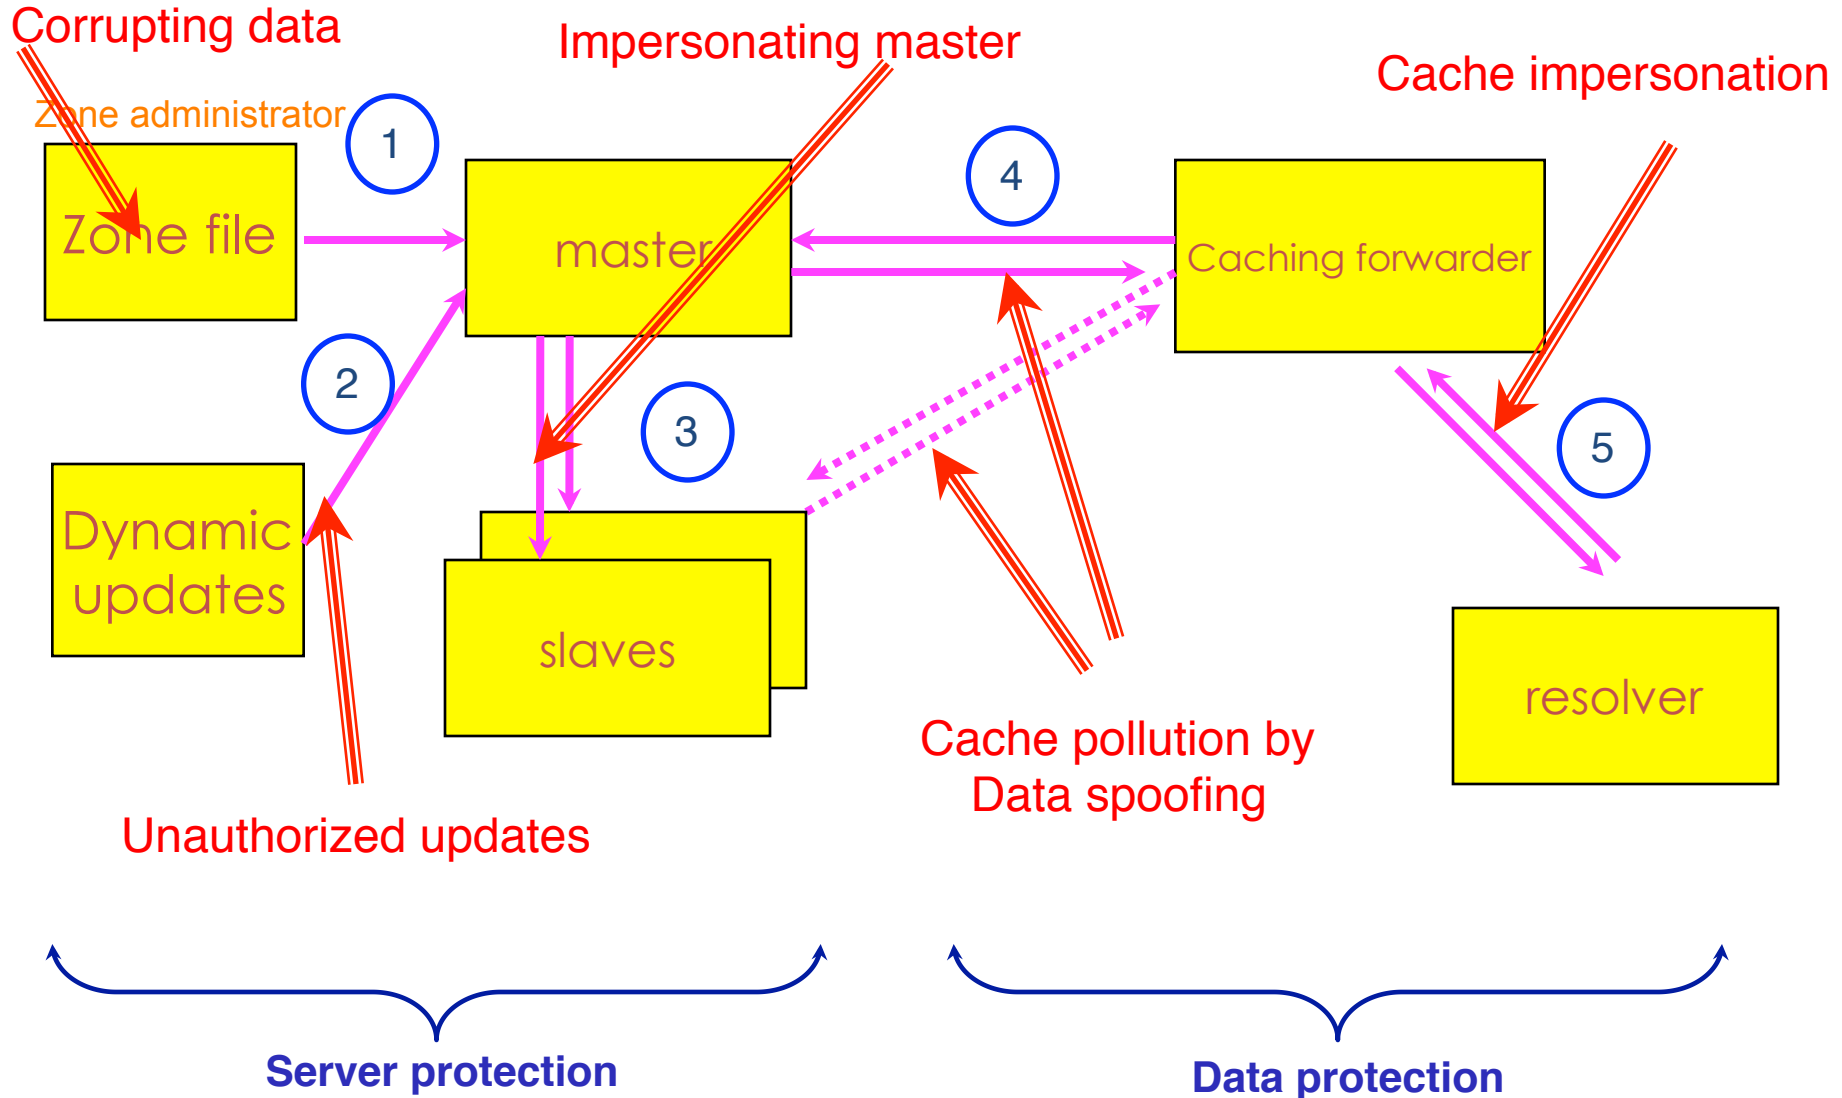 Corrupting data
Impersonating master
Cache impersonation
Zone administrator
1
4
Zone file
master
Caching forwarder
2
3
5
Dynamic
updates
slaves
resolver
Cache pollution by
Data spoofing
Unauthorized updates
Server protection
Data protection